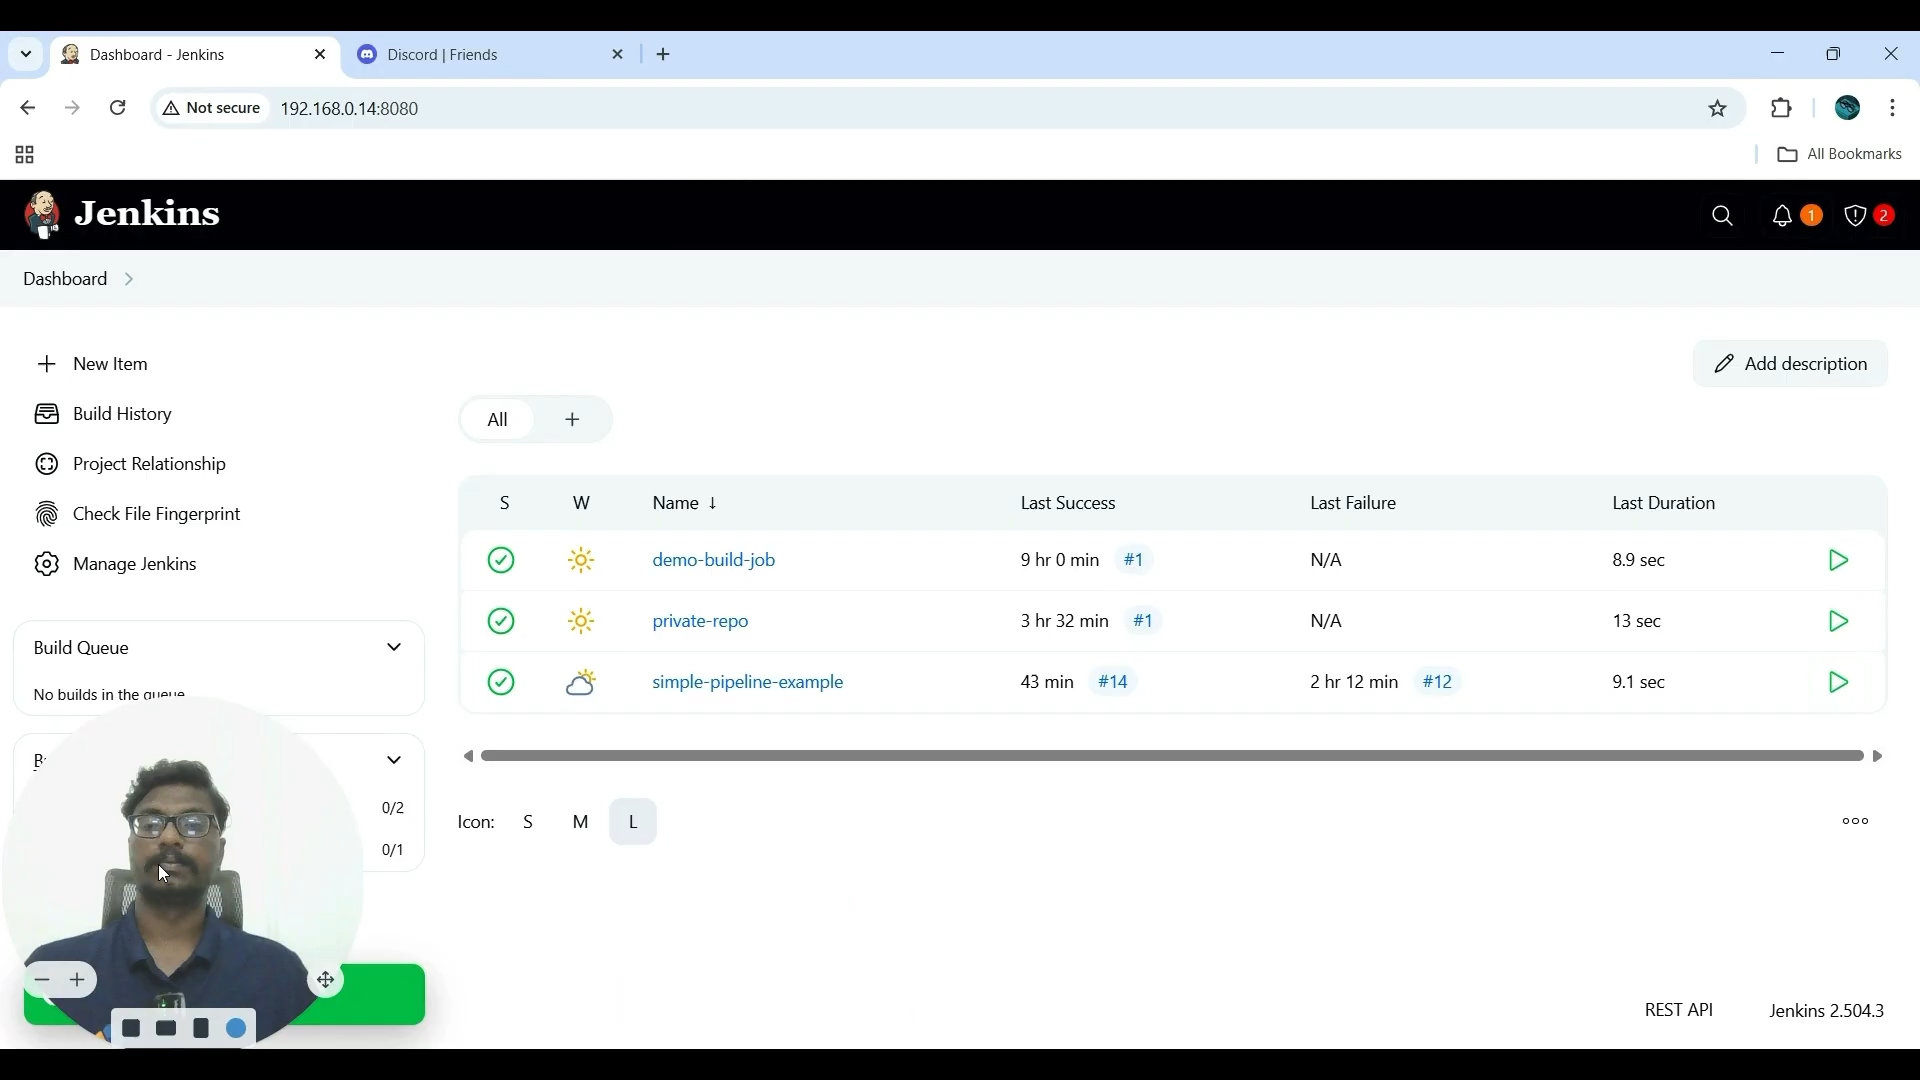 Dashboard - Jenkins
Discord | Friends
Not secure 192.168.0.14:8080
All Bookmarks
Jenkins
1
2
Dashboard
New Item
Build History
Project Relationship
Check File Fingerprint
Manage Jenkins
Add description
All +
S W Name ↓ Last Success Last Failure Last Duration
demo-build-job 9 hr 0 min #1 N/A 8.9 sec
private-repo 3 hr 32 min #1 N/A 13 sec
simple-pipeline-example 43 min #14 2 hr 12 min #12 9.1 sec
Build Queue
No builds in the queue
0/2
0/1
Icon: S M L
REST API
Jenkins 2.504.3